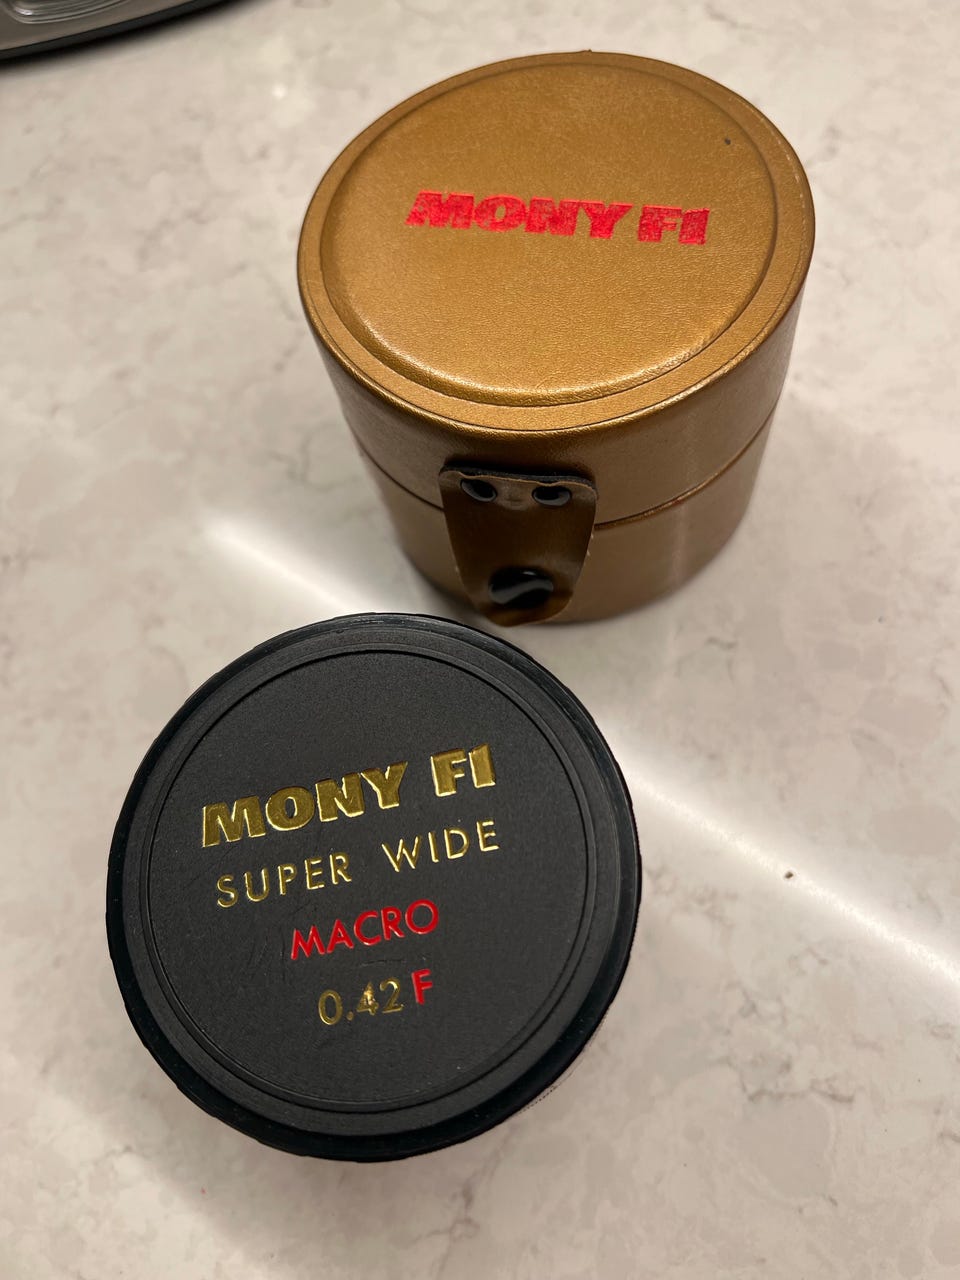 MONY FI
MONY FI
SUPER WIDE
MACRO
0.42 F